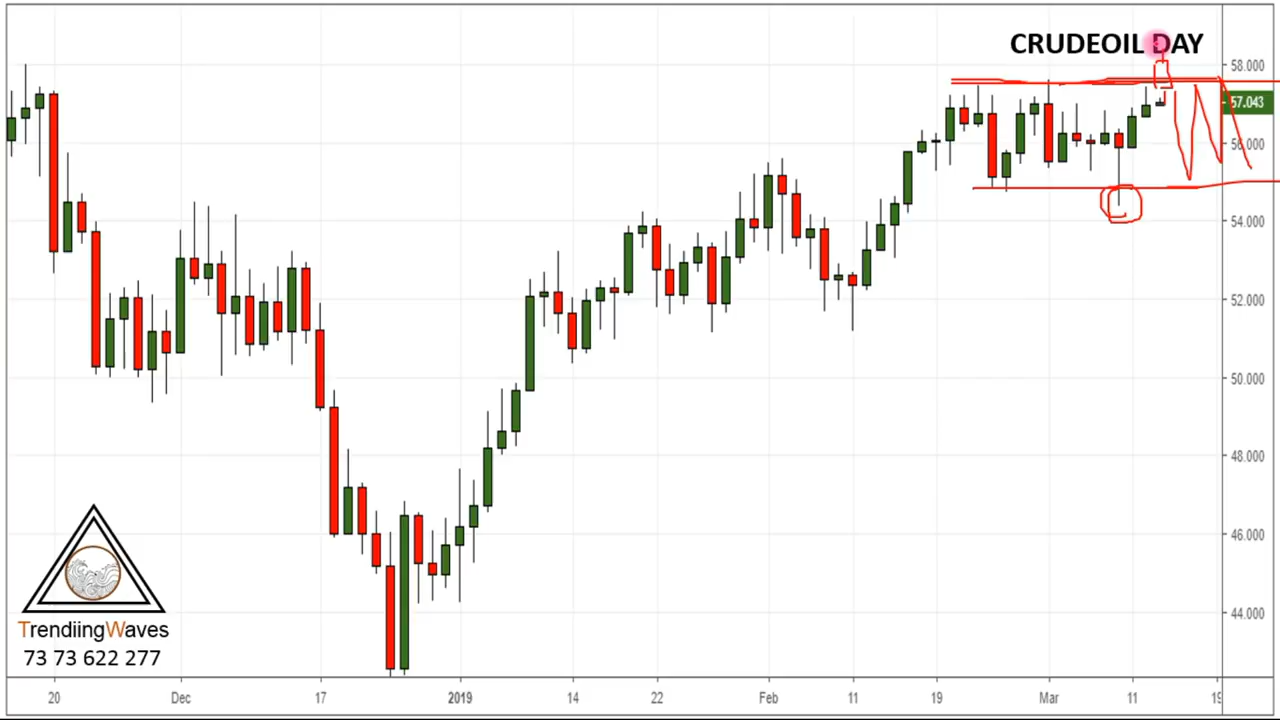 CRUDEOIL DAY
58.000
57.043
56.000
54.000
52.000
50.000
48.000
46.000
44.000
TrendiingWaves
73 73 622 277
20 Dec 17 2019 14 22 Feb 11 19 Mar 11 19